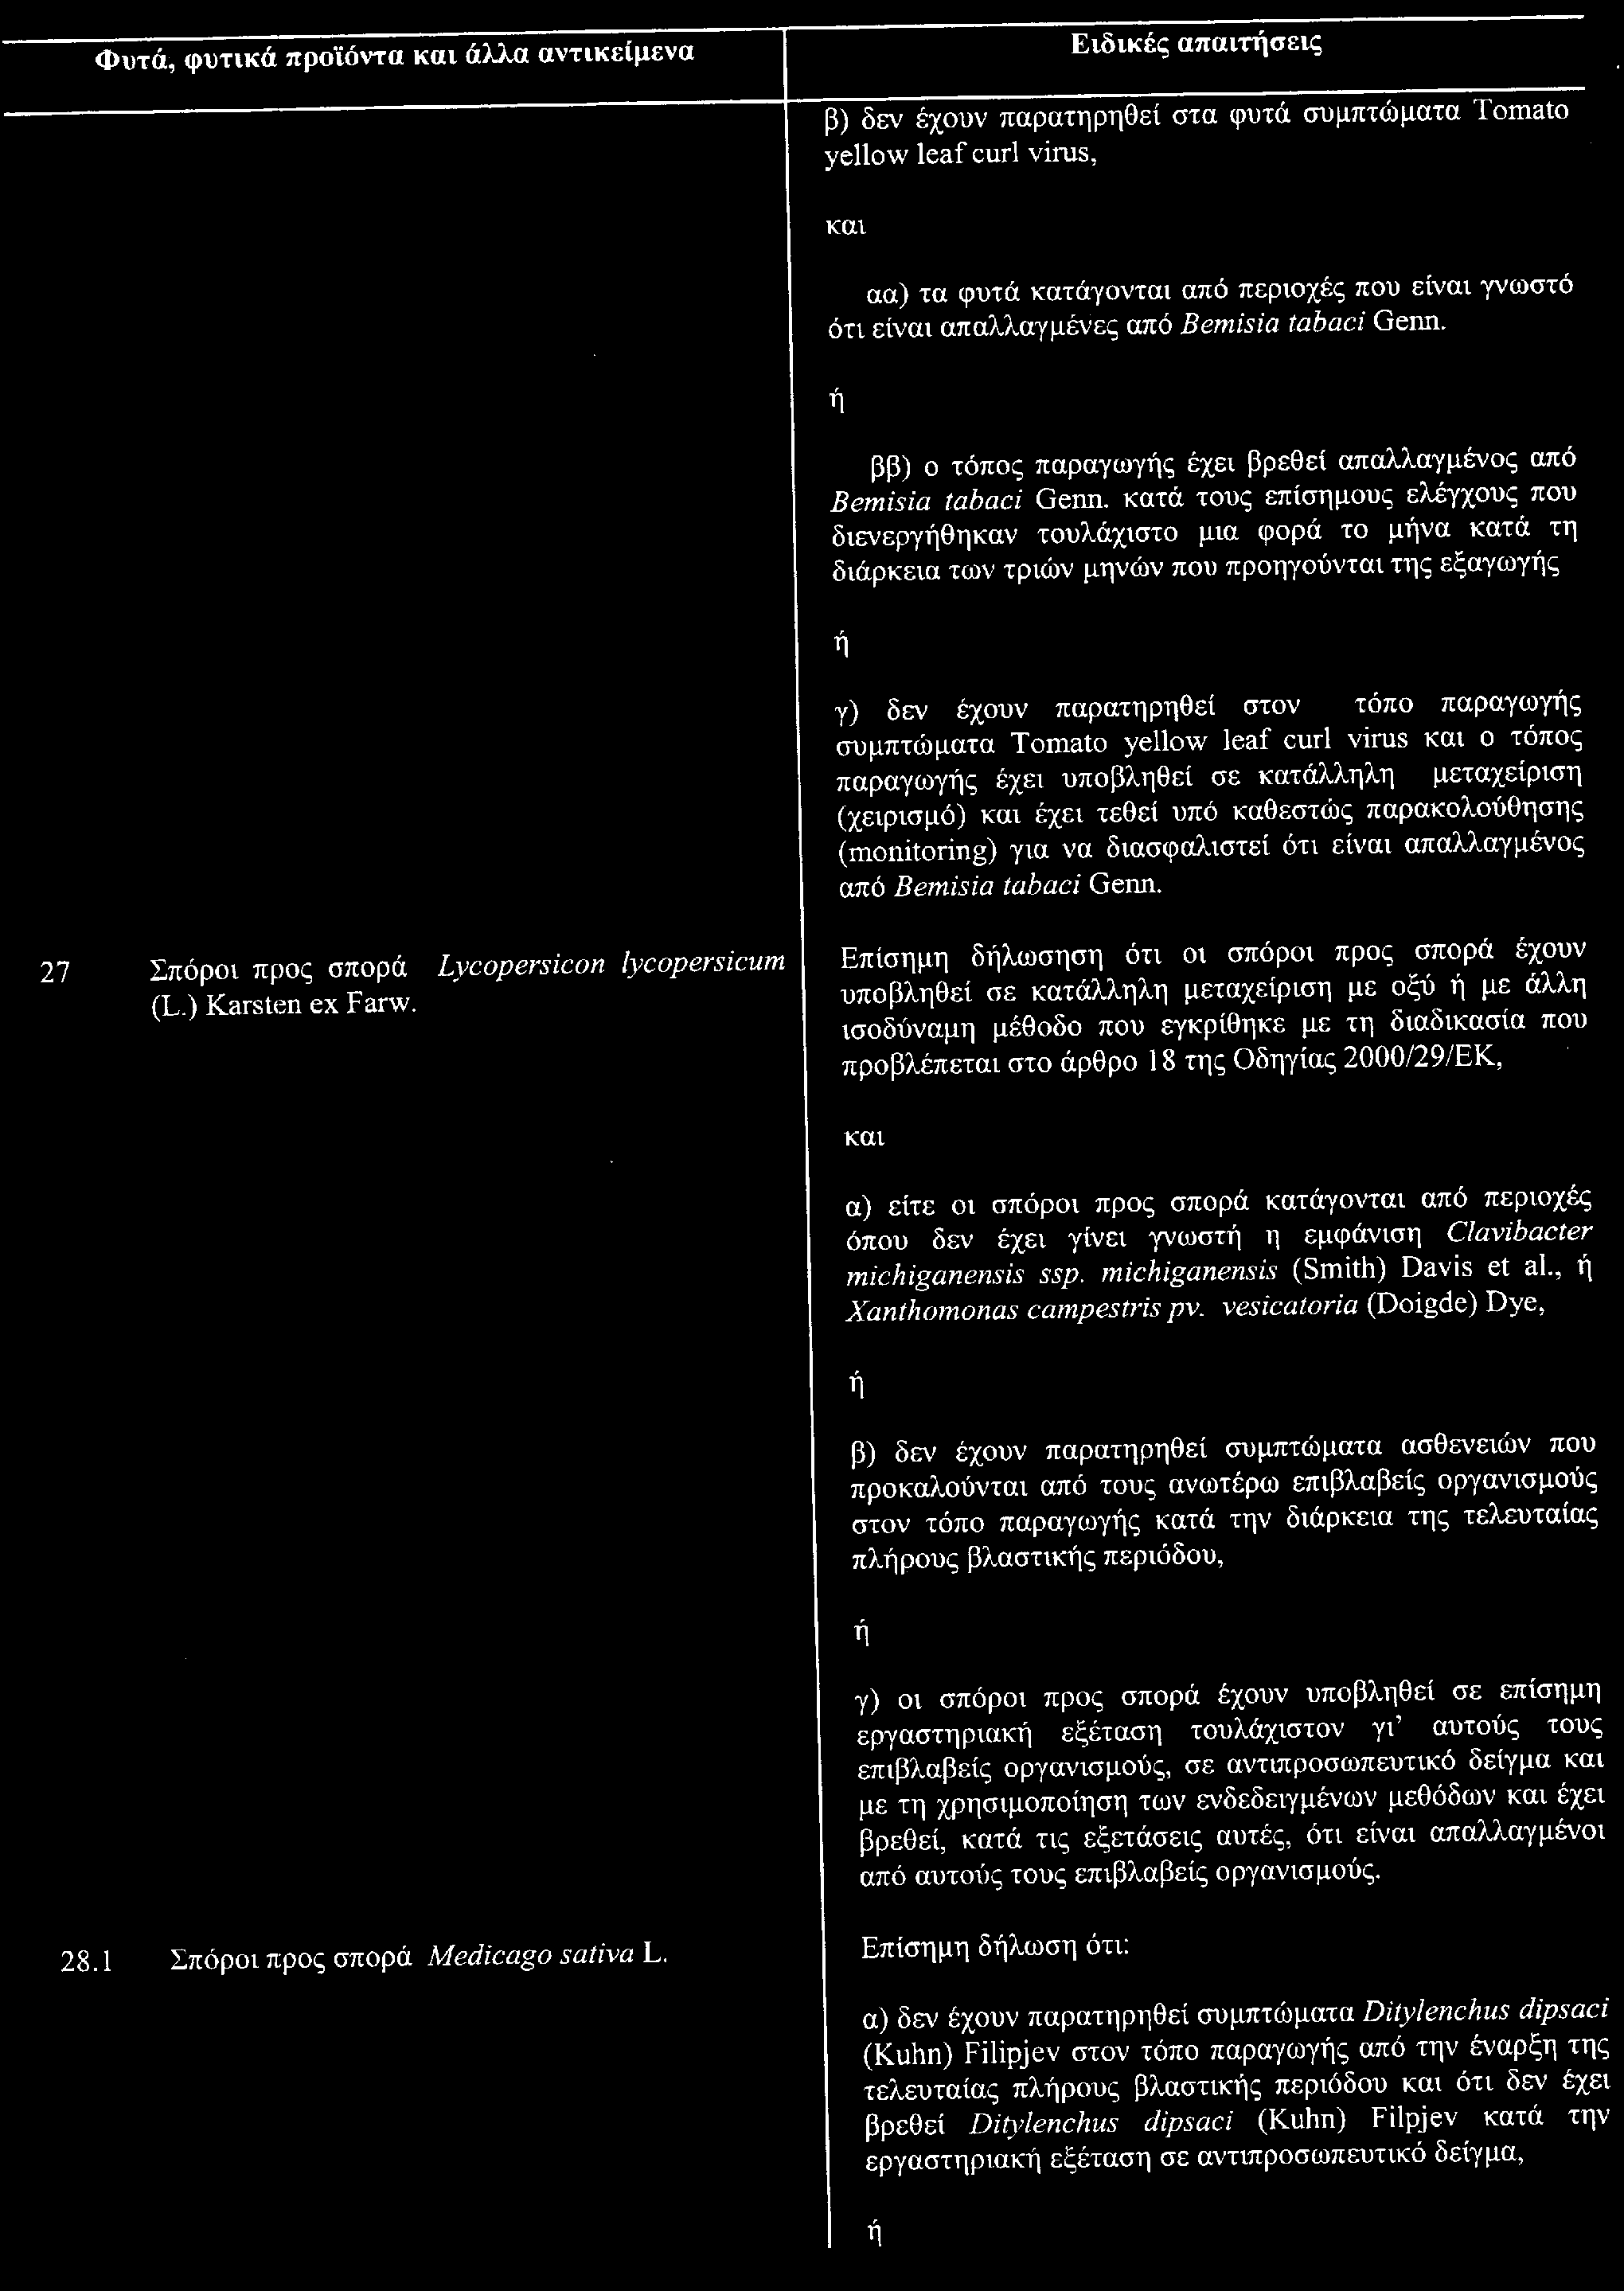 Φυτά, φυτικά προϊόντα και άλλα αντικείμενα
Ειδικές απαιτήσεις
β) δεν έχουν παρατηρηθεί στα φυτά συμπτώματα Tomato
yellow leaf curl virus,
και
αα) τα φυτά κατάγονται από περιοχές που είναι γνωστό
ότι είναι απαλλαγμένες από Bemisia tabaci Genn.
ή
ββ) ο τόπος παραγωγής έχει βρεθεί απαλλαγμένος από
Bemisia tabaci Genn. κατά τους επίσημους ελέγχους που
διενεργήθηκαν τουλάχιστο μια φορά το μήνα κατά τη
διάρκεια των τριών μηνών που προηγούνται της εξαγωγής
ή
γ) δεν έχουν παρατηρηθεί στον τόπο παραγωγής
συμπτώματα Tomato yellow leaf curl virus και ο τόπος
παραγωγής έχει υποβληθεί σε κατάλληλη μεταχείριση
(χειρισμό) και έχει τεθεί υπό καθεστώς παρακολούθησης
(monitoring) για να διασφαλιστεί ότι είναι απαλλαγμένος
από Bemisia tabaci Genn.
27 Σπόροι προς σπορά Lycopersicon lycopersicum
(L.) Karsten ex Farw.
Επίσημη δήλωσηση ότι οι σπόροι προς σπορά έχουν
υποβληθεί σε κατάλληλη μεταχείριση με οξύ ή με άλλη
ισοδύναμη μέθοδο που εγκρίθηκε με τη διαδικασία που
προβλέπεται στο άρθρο 18 της Οδηγίας 2000/29/ΕΚ,
και
α) είτε οι σπόροι προς σπορά κατάγονται από περιοχές
όπου δεν έχει γίνει γνωστή η εμφάνιση Clavibacter
michiganensis ssp. michiganensis (Smith) Davis et al., ή
Xanthomonas campestris pv. vesicatoria (Doigde) Dye,
ή
β) δεν έχουν παρατηρηθεί συμπτώματα ασθενειών που
προκαλούνται από τους ανωτέρω επιβλαβείς οργανισμούς
στον τόπο παραγωγής κατά την διάρκεια της τελευταίας
πλήρους βλαστικής περιόδου,
ή
γ) οι σπόροι προς σπορά έχουν υποβληθεί σε επίσημη
εργαστηριακή εξέταση τουλάχιστον γι’ αυτούς τους
επιβλαβείς οργανισμούς, σε αντιπροσωπευτικό δείγμα και
με τη χρησιμοποίηση των ενδεδειγμένων μεθόδων και έχει
βρεθεί, κατά τις εξετάσεις αυτές, ότι είναι απαλλαγμένοι
από αυτούς τους επιβλαβείς οργανισμούς.
28.1 Σπόροι προς σπορά Medicago sativa L.
Επίσημη δήλωση ότι:
α) δεν έχουν παρατηρηθεί συμπτώματα Ditylenchus dipsaci
(Kuhn) Filipjev στον τόπο παραγωγής από την έναρξη της
τελευταίας πλήρους βλαστικής περιόδου και ότι δεν έχει
βρεθεί Ditylenchus dipsaci (Kuhn) Filpjev κατά την
εργαστηριακή εξέταση σε αντιπροσωπευτικό δείγμα,
ή